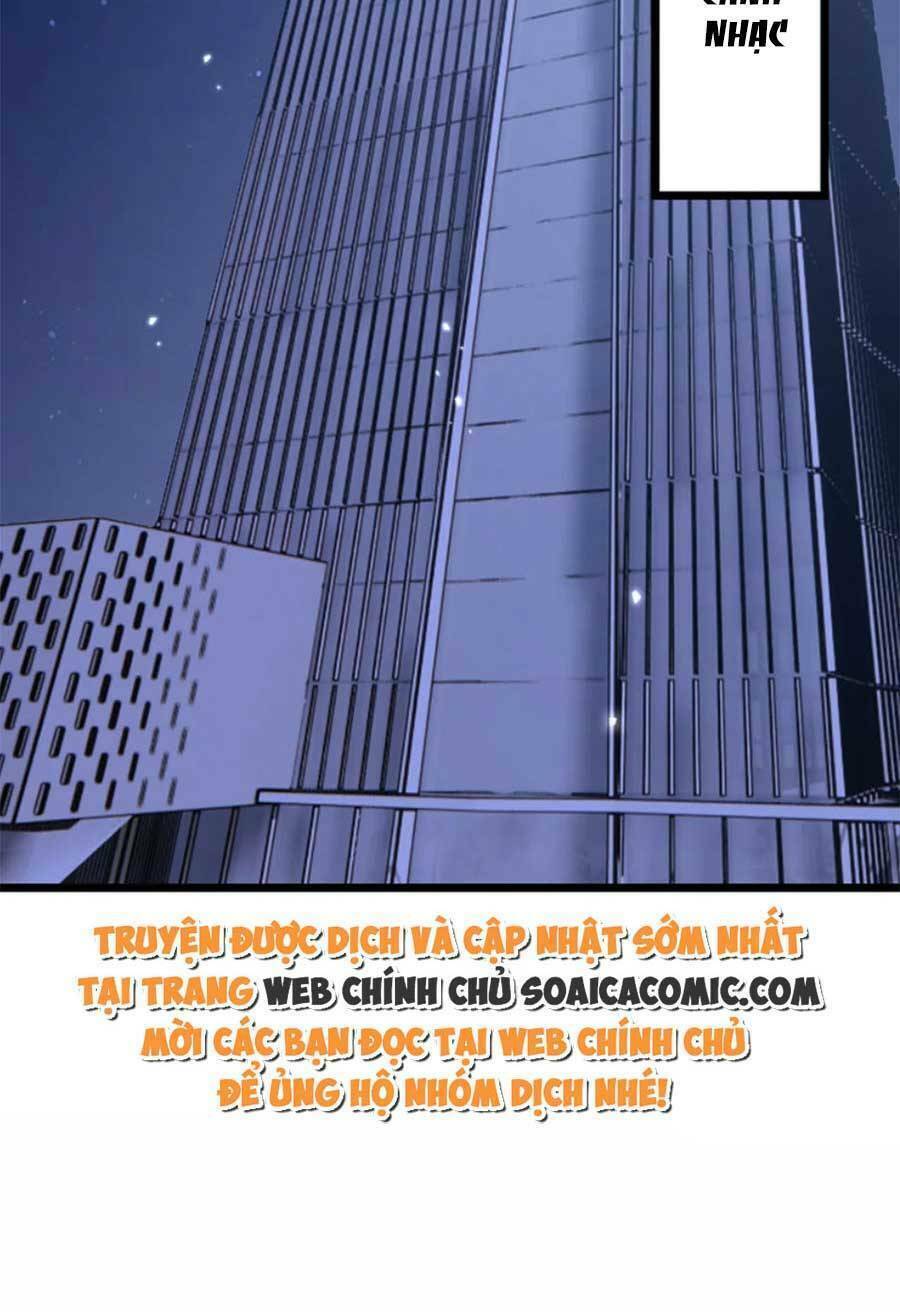 NHẠC
TRUYỆN ĐƯỢC DỊCH VÀ CẬP NHẬT SỚM NHẤT
TẠI TRANG WEB CHÍNH CHỦ SOAICACOMIC.COM
MỜI CÁC BẠN ĐỌC TẠI WEB CHÍNH CHỦ
ĐỂ ỦNG HỘ NHÓM DỊCH NHÉ!